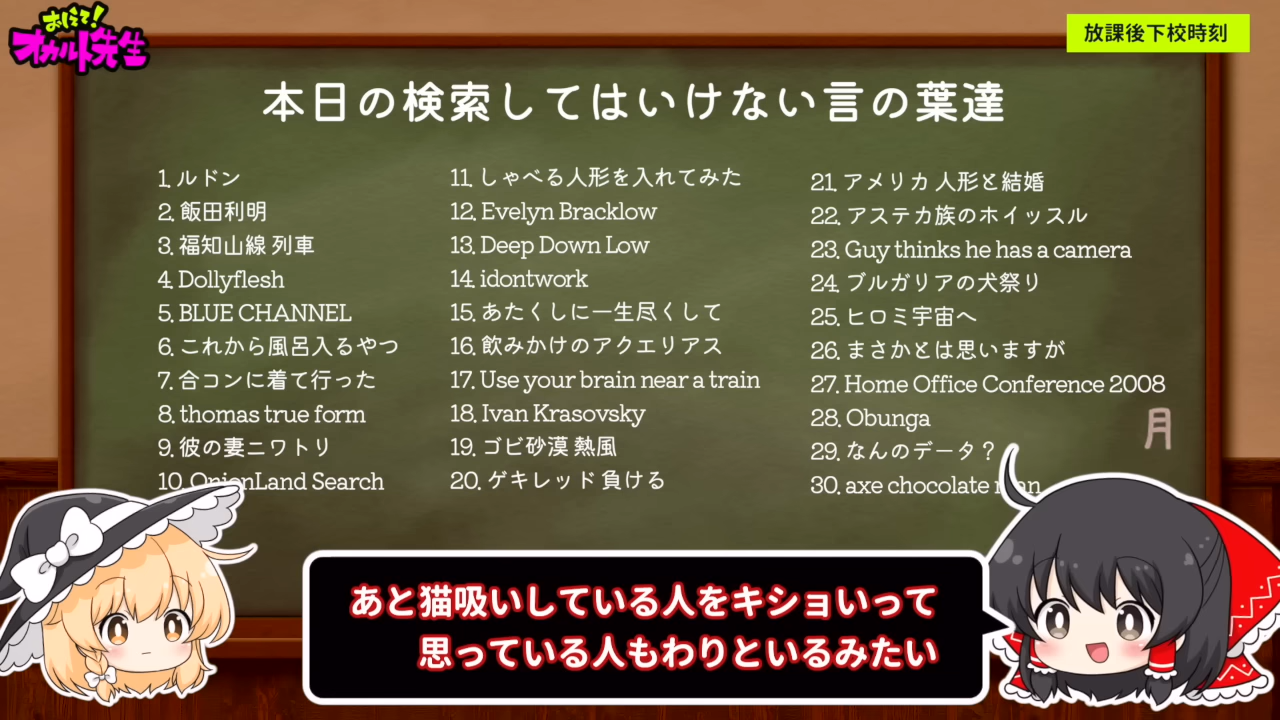 おしえて!
オカルト先生
放課後下校時刻
本日の検索してはいけない言の葉達
1. ルドン
2. 飯田利明
3. 福知山線 列車
4. Dollyflesh
5. BLUE CHANNEL
6. これから風呂入るやつ
7. 合コンに着て行った
8. thomas true form
9. 彼の妻ニワトリ
10. OnionLand Search
11. しゃべる人形を入れてみた
12. Evelyn Bracklow
13. Deep Down Low
14. idontwork
15. あたくしに一生尽くして
16. 飲みかけのアクエリアス
17. Use your brain near a train
18. Ivan Krasovsky
19. ゴビ砂漠 熱風
20. ゲキレッド 負ける
21. アメリカ 人形と結婚
22. アステカ族のホイッスル
23. Guy thinks he has a camera
24. ブルガリアの犬祭り
25. ヒロミ宇宙へ
26. まさかとは思いますが
27. Home Office Conference 2008
28. Obunga
29. なんのデータ?
30. axe chocolate man
月
あと猫吸いしている人をキショいって
思っている人もわりといるみたい